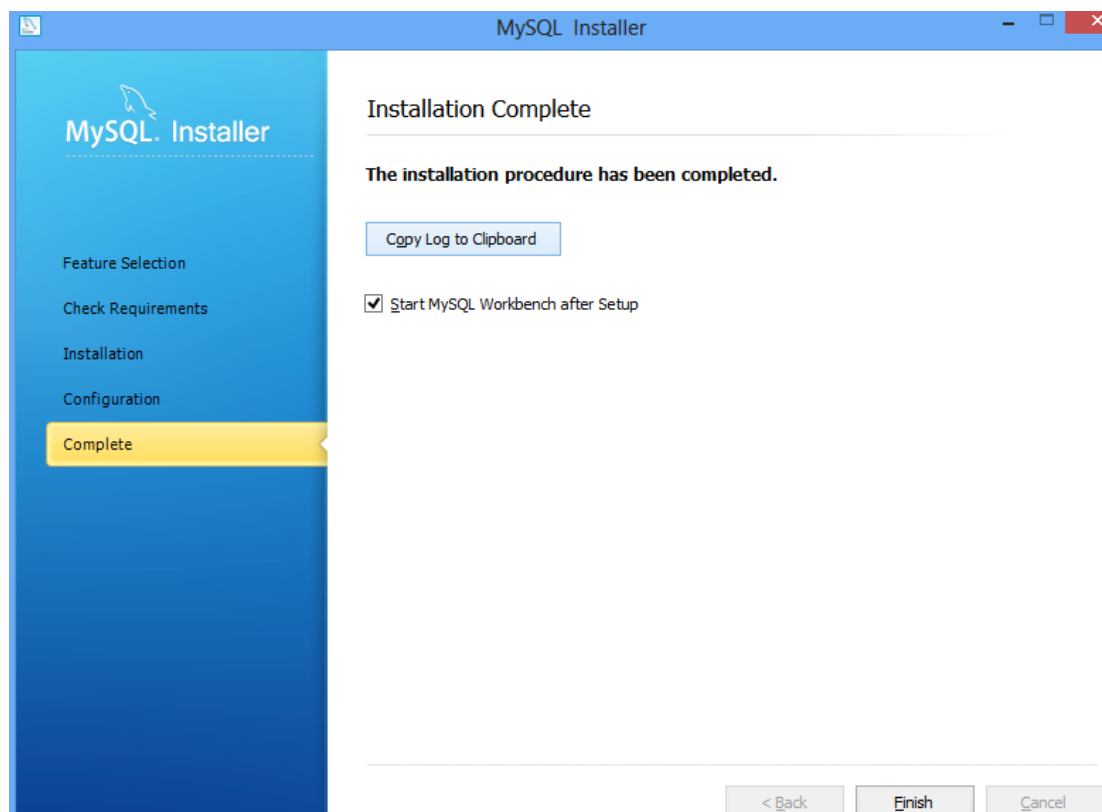 MySQL Installer
MySQL. Installer
Installation Complete
The installation procedure has been completed.
Copy Log to Clipboard
Start MySQL Workbench after Setup
Feature Selection
Check Requirements
Installation
Configuration
Complete
< Back
Finish
Cancel